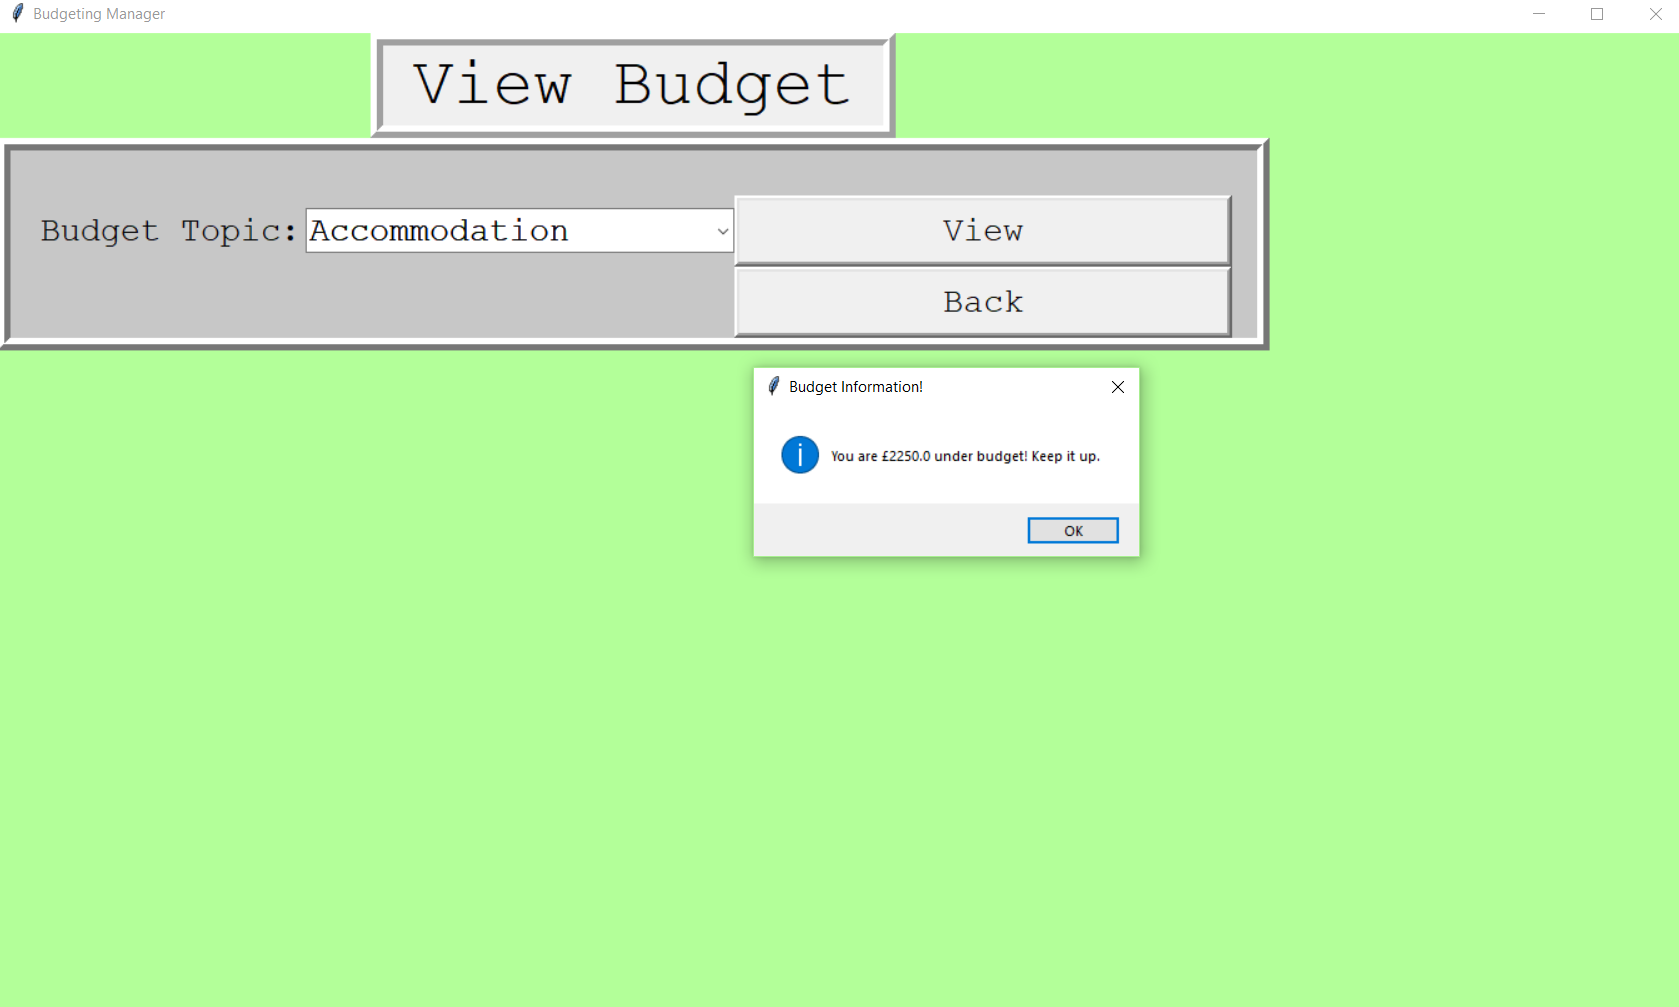 Budgeting Manager
View Budget
Budget Topic: Accommodation
View
Back
Budget Information!
You are £2250.0 under budget! Keep it up.
OK